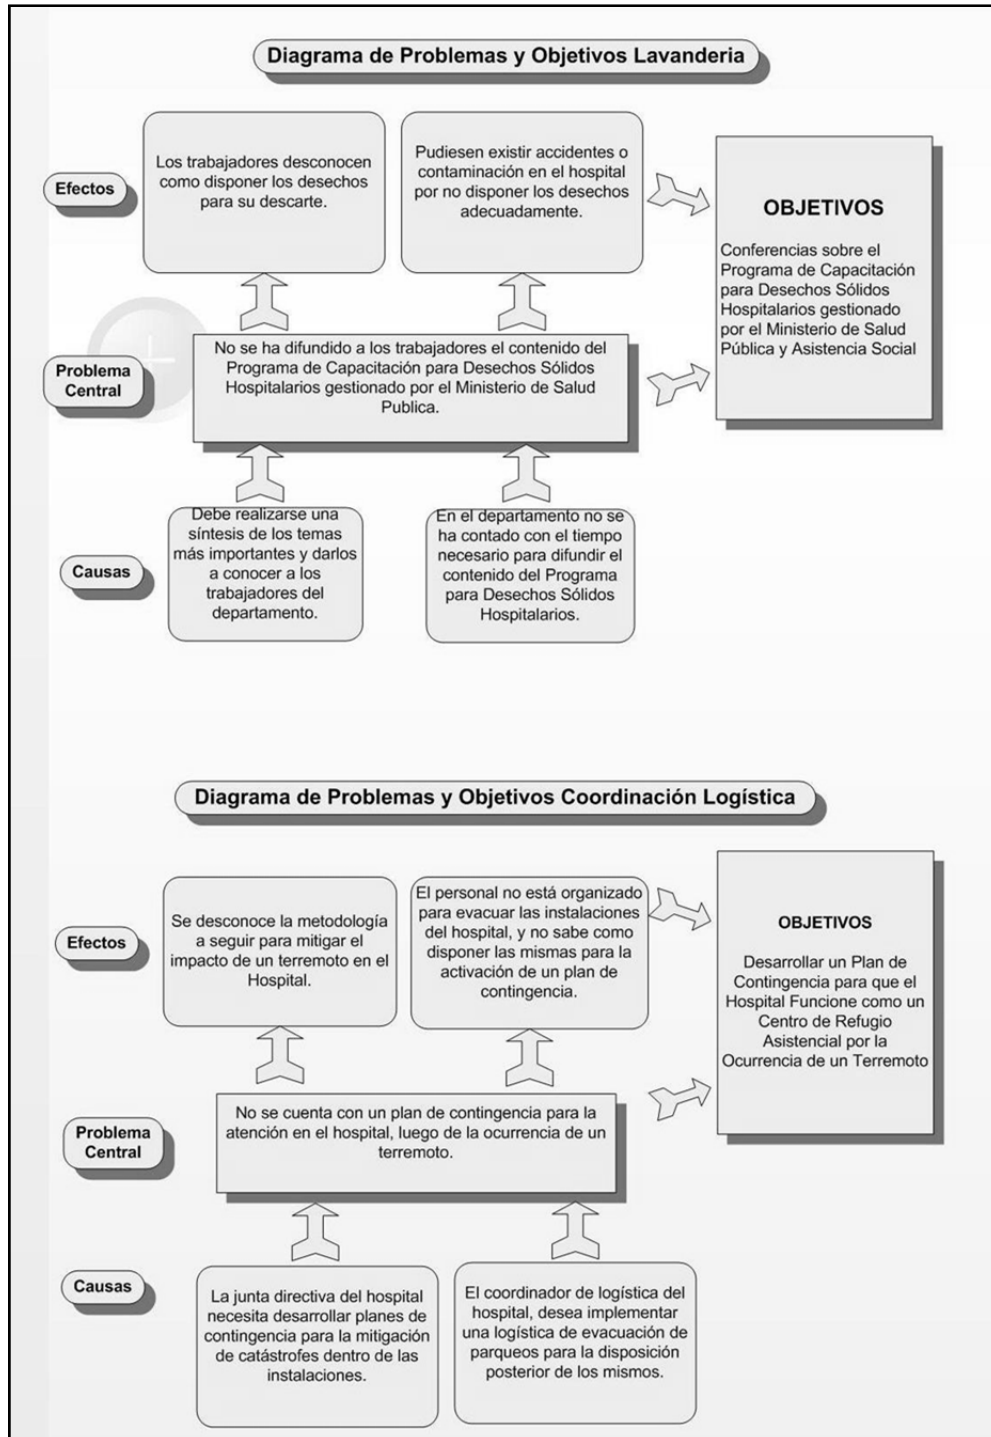 Diagrama de Problemas y Objetivos Lavanderia
Efectos
Los trabajadores desconocen
como disponer los desechos
para su descarte.
Pudiesen existir accidentes o
contaminación en el hospital
por no disponer los desechos
adecuadamente.
OBJETIVOS
Conferencias sobre el
Programa de Capacitación
para Desechos Sólidos
Hospitalarios gestionado
por el Ministerio de Salud
Pública y Asistencia Social
Problema
Central
No se ha difundido a los trabajadores el contenido del
Programa de Capacitación para Desechos Sólidos
Hospitalarios gestionado por el Ministerio de Salud
Publica.
Causas
Debe realizarse una
síntesis de los temas
más importantes y darlos
a conocer a los
trabajadores del
departamento.
En el departamento no se
ha contado con el tiempo
necesario para difundir el
contenido del Programa
para Desechos Sólidos
Hospitalarios.
Diagrama de Problemas y Objetivos Coordinación Logística
Efectos
Se desconoce la metodología
a seguir para mitigar el
impacto de un terremoto en el
Hospital.
El personal no está organizado
para evacuar las instalaciones
del hospital, y no sabe como
disponer las mismas para la
activación de un plan de
contingencia.
OBJETIVOS
Desarrollar un Plan de
Contingencia para que el
Hospital Funcione como un
Centro de Refugio
Asistencial por la
Ocurrencia de un Terremoto
Problema
Central
No se cuenta con un plan de contingencia para la
atención en el hospital, luego de la ocurrencia de un
terremoto.
Causas
La junta directiva del hospital
necesita desarrollar planes de
contingencia para la mitigación
de catástrofes dentro de las
instalaciones.
El coordinador de logística del
hospital, desea implementar
una logística de evacuación de
parqueos para la disposición
posterior de los mismos.